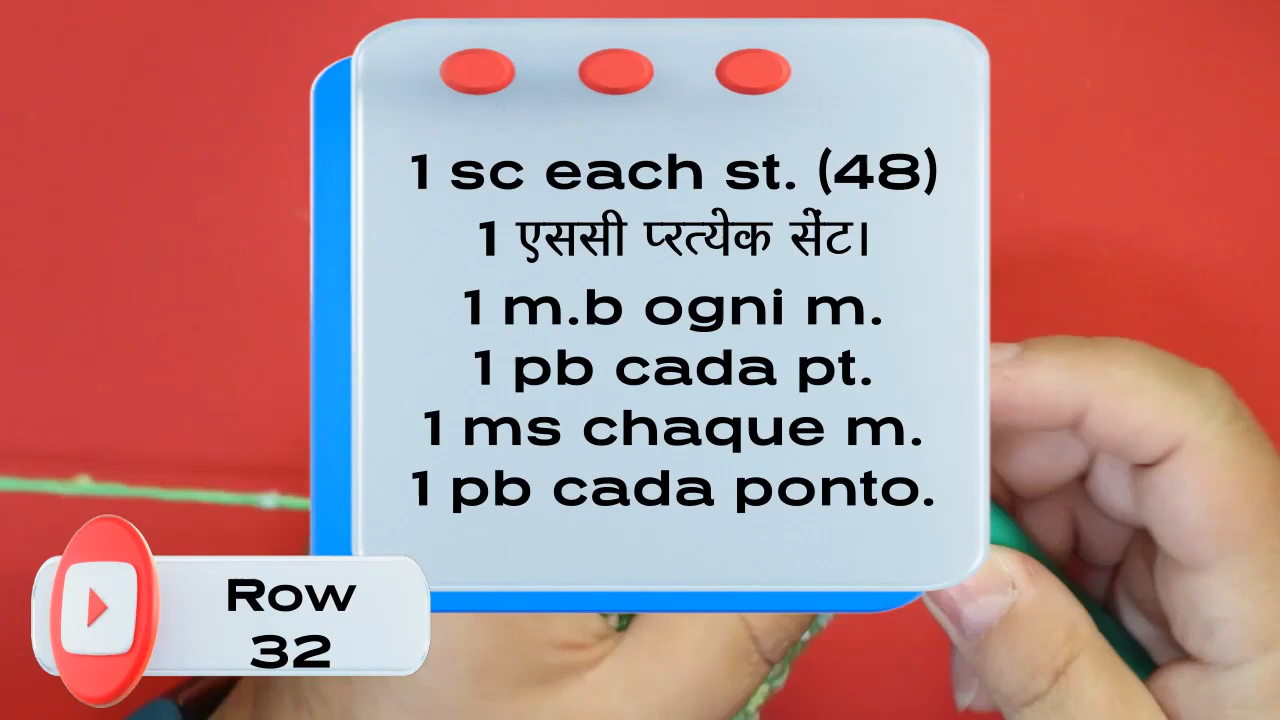 1 sc each st. (48)
1 एससी प्रत्येक सेंट।
1 m.b ogni m.
1 pb cada pt.
1 ms chaque m.
1 pb cada ponto.
Row
32